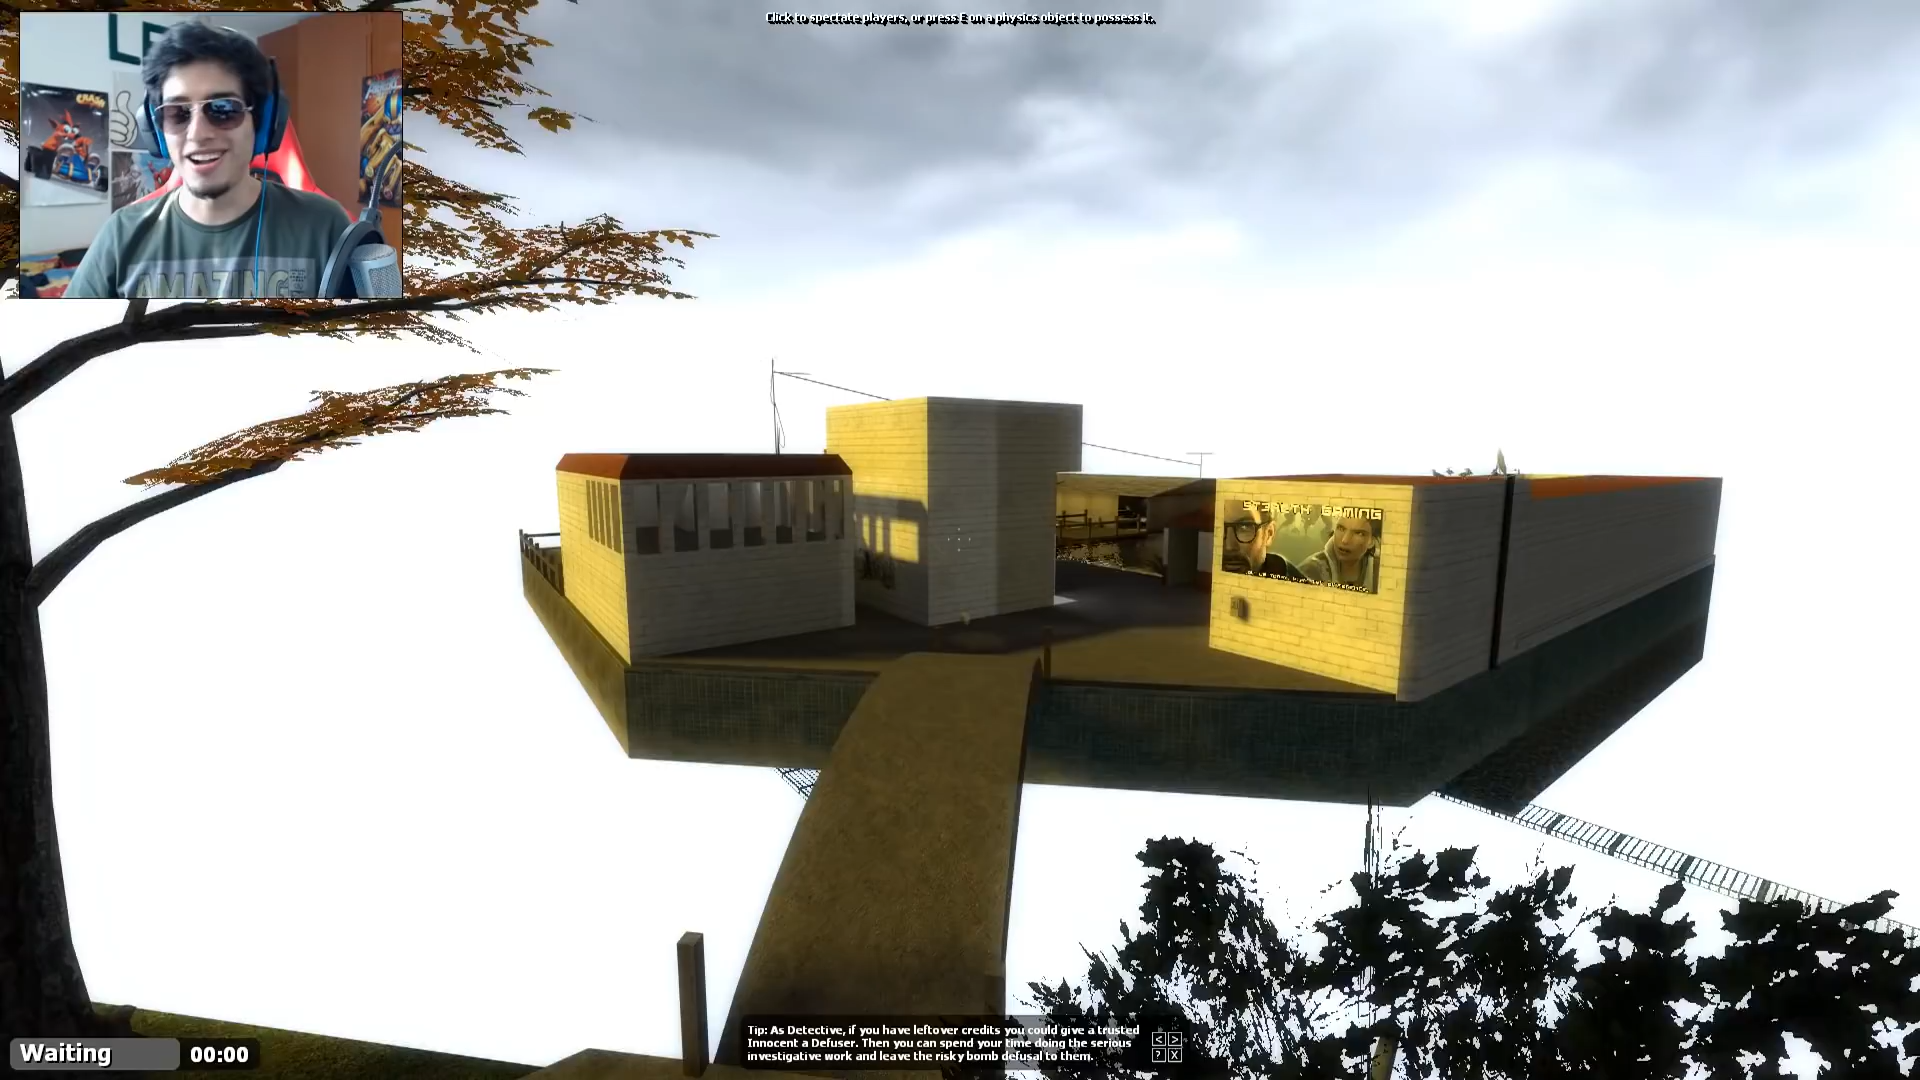 Click to spectate players, or press E on a physics object to possess it.
LE
CRASH
AMAZING
STEALTH GAMING
Tip: As Detective, if you have leftover credits you could give a trusted
Innocent a Defuser. Then you can spend your time doing the serious
investigative work and leave the risky bomb defusal to them.
< >
? X
Waiting
00:00